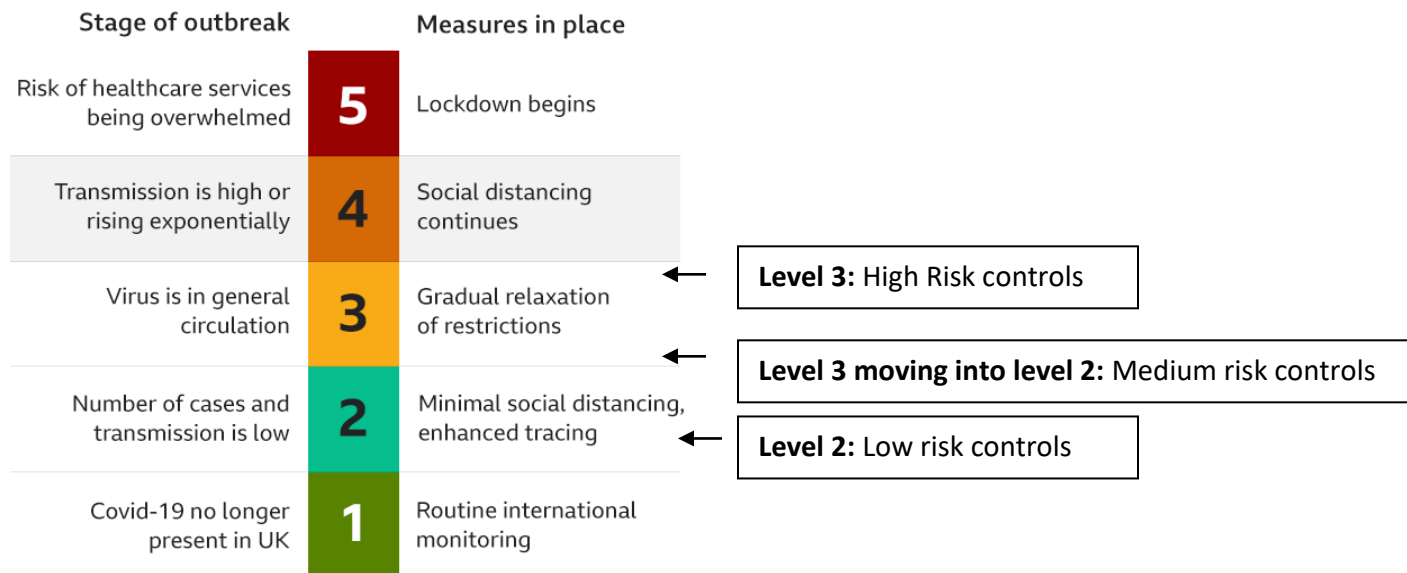 Stage of outbreak
Measures in place
Risk of healthcare services
being overwhelmed
5
Lockdown begins
Transmission is high or
rising exponentially
4
Social distancing
continues
Virus is in general
circulation
3
Gradual relaxation
of restrictions
Level 3: High Risk controls
Level 3 moving into level 2: Medium risk controls
Number of cases and
transmission is low
2
Minimal social distancing,
enhanced tracing
Level 2: Low risk controls
Covid-19 no longer
present in UK
1
Routine international
monitoring